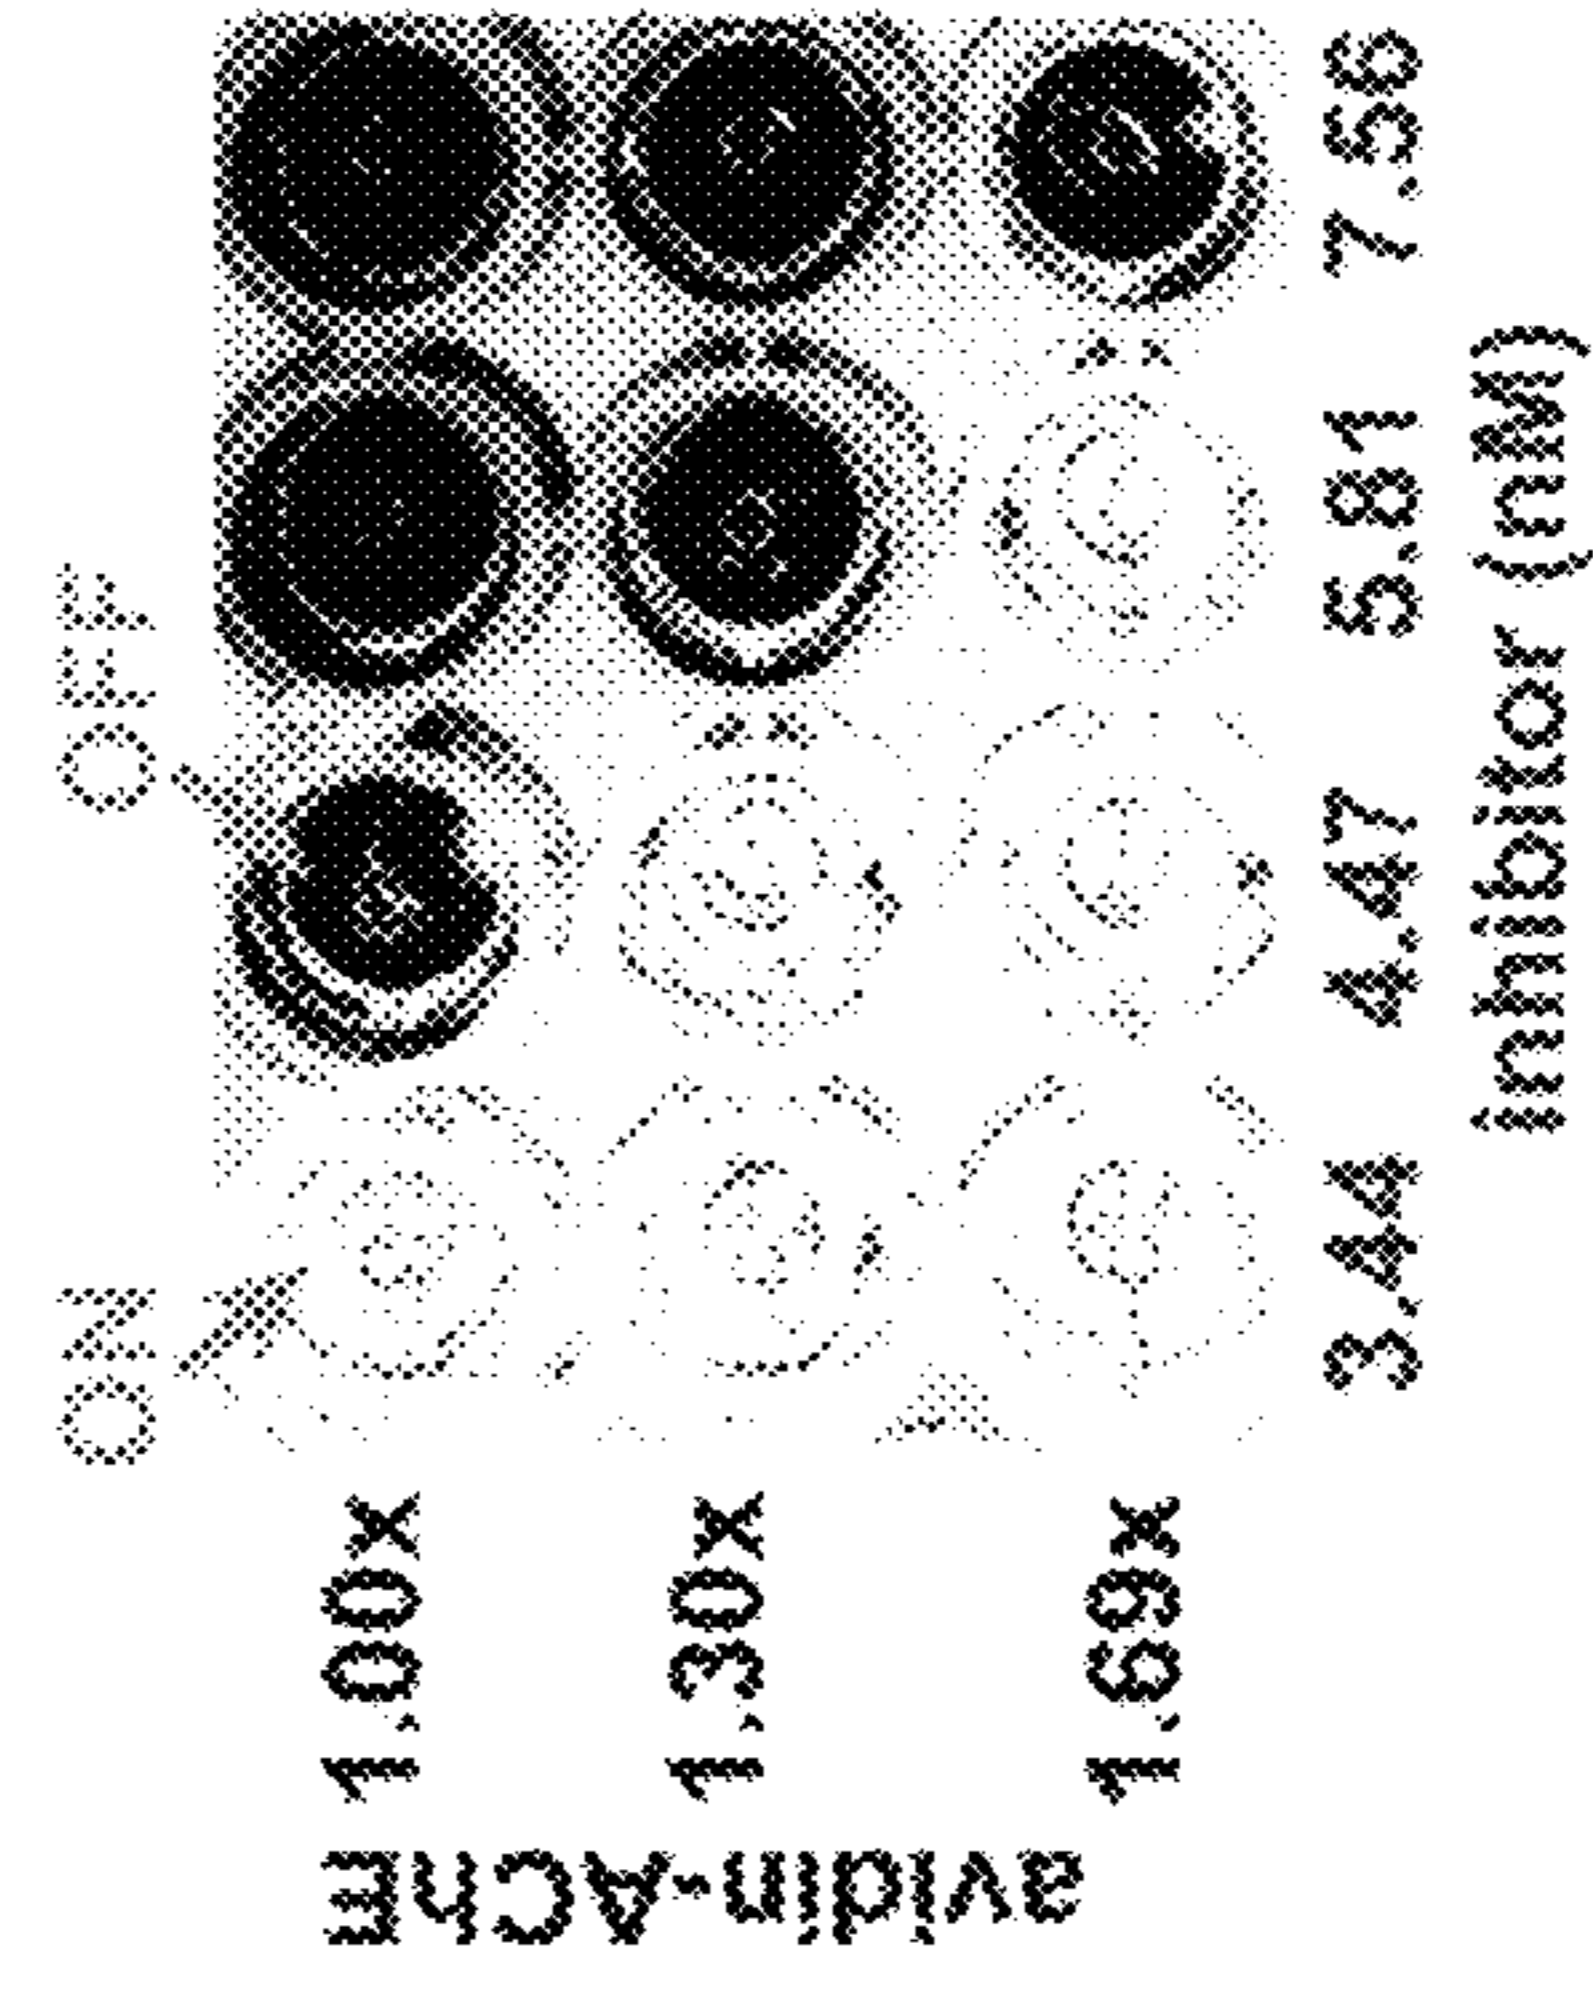 ON OFF
avidin-AChE
1.00x
1.30x
1.69x
3.44 4.47 5.81 7.56
inhibitor (nM)